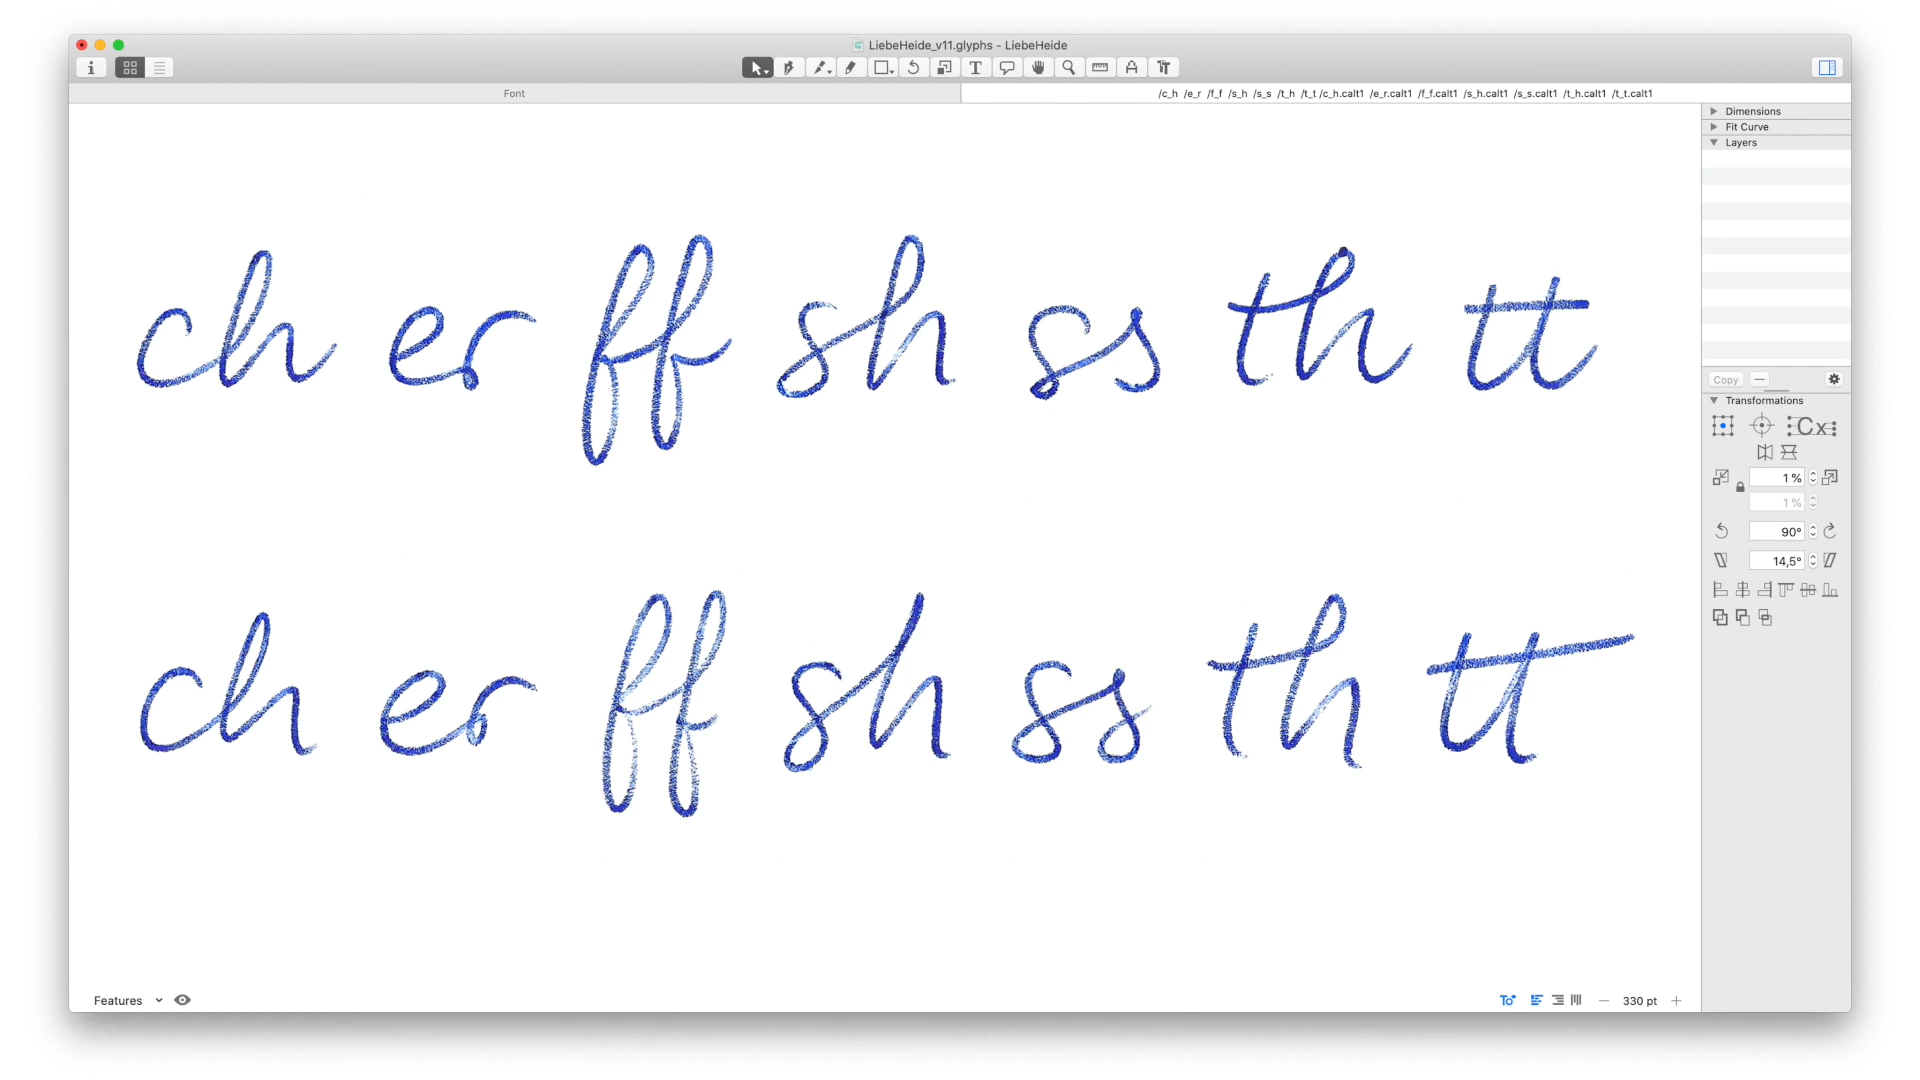 LiebeHeide_v11.glyphs - LiebeHeide
Font
/c_h /e_r /f_f /s_h /s_s /t_h /t_t /c_h.calt1 /e_r.calt1 /f_f.calt1 /s_h.calt1 /s_s.calt1 /t_h.calt1 /t_t.calt1
Dimensions
Fit Curve
Layers
ch er ff sh ss th tt
Copy
Transformations
Cx
1 %
1 %
90°
14,5°
ch er ff sh ss th tt
Features
330 pt